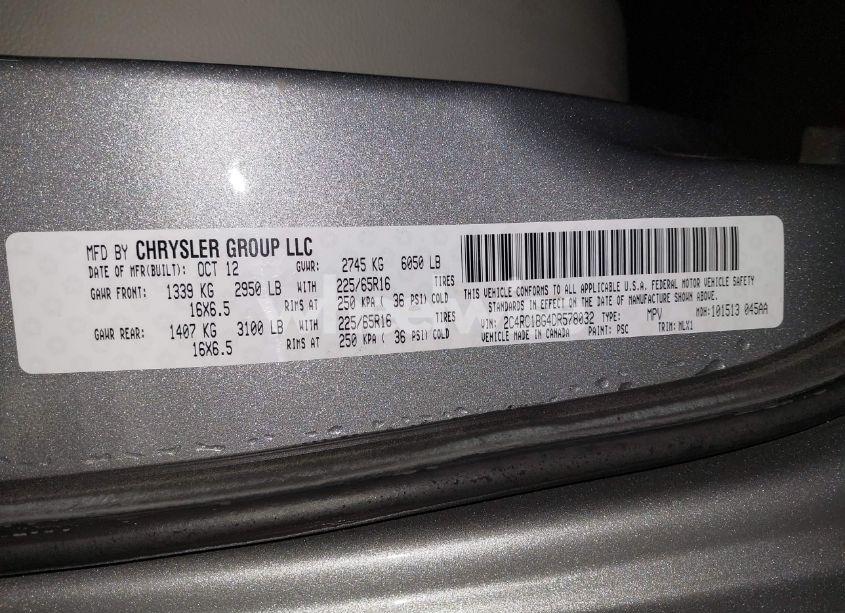 MFD BY CHRYSLER GROUP LLC
DATE OF MFR(BUILT): OCT 12 GVWR: 2745 KG 6050 LB
GAWR FRONT: 1339 KG 2950 LB WITH 225/65R16 TIRES
16X6.5 RIMS AT 250 KPA ( 36 PSI) COLD
GAWR REAR: 1407 KG 3100 LB WITH 225/65R16 TIRES
16X6.5 RIMS AT 250 KPA ( 36 PSI) COLD
THIS VEHICLE CONFORMS TO ALL APPLICABLE U.S.A. FEDERAL MOTOR VEHICLE SAFETY
STANDARDS IN EFFECT ON THE DATE OF MANUFACTURE SHOWN ABOVE.
VIN: 2C4RC1BG4DR578032 TYPE: MPV MDH:101513 045AA
VEHICLE MADE IN CANADA PAINT: PSC TRIM: MLX1